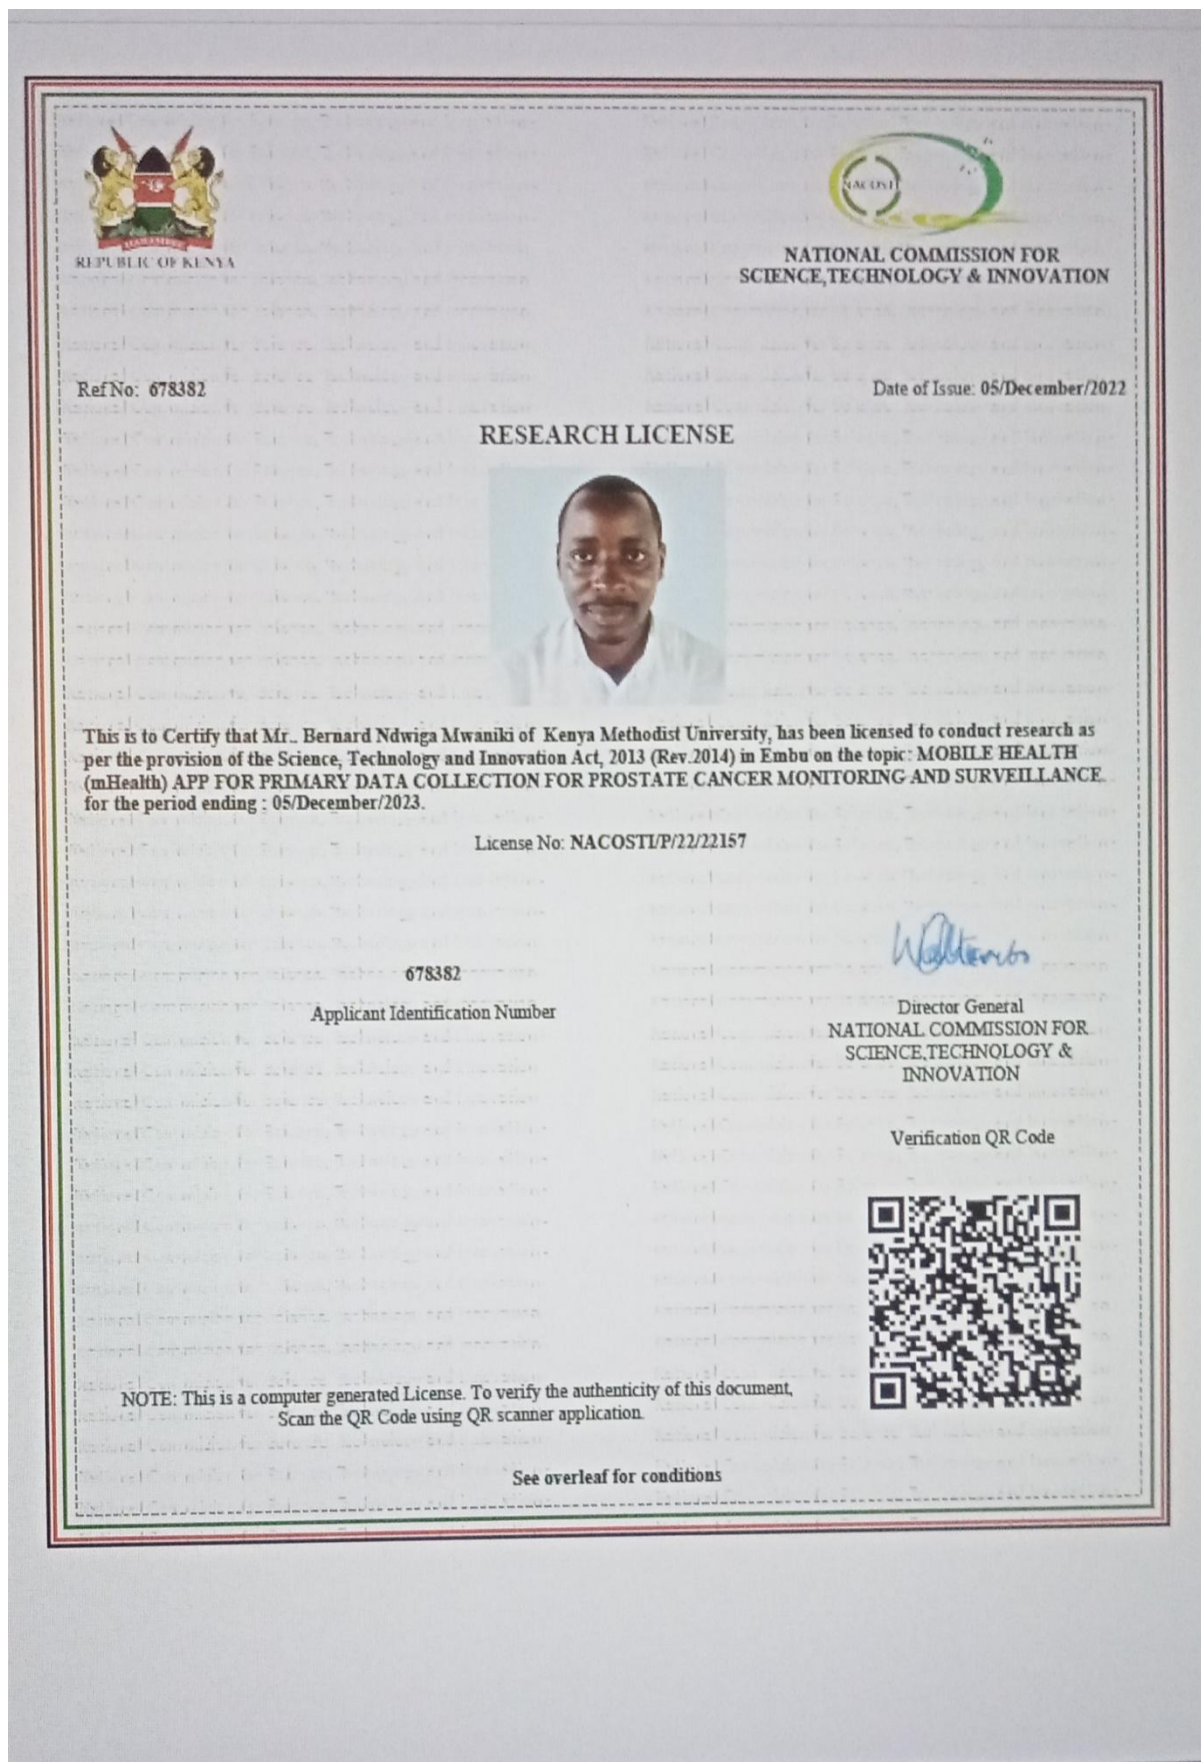 HARAMBEE
REPUBLIC OF KENYA
NACOSTI
NATIONAL COMMISSION FOR
SCIENCE,TECHNOLOGY & INNOVATION
Ref No: 678382
Date of Issue: 05/December/2022
RESEARCH LICENSE
This is to Certify that Mr.. Bernard Ndwiga Mwaniki of Kenya Methodist University, has been licensed to conduct research as
per the provision of the Science, Technology and Innovation Act, 2013 (Rev.2014) in Embu on the topic: MOBILE HEALTH
(mHealth) APP FOR PRIMARY DATA COLLECTION FOR PROSTATE CANCER MONITORING AND SURVEILLANCE
for the period ending : 05/December/2023.
License No: NACOSTI/P/22/22157
678382
Applicant Identification Number
Director General
NATIONAL COMMISSION FOR
SCIENCE,TECHNOLOGY &
INNOVATION
Verification QR Code
NOTE: This is a computer generated License. To verify the authenticity of this document,
Scan the QR Code using QR scanner application.
See overleaf for conditions